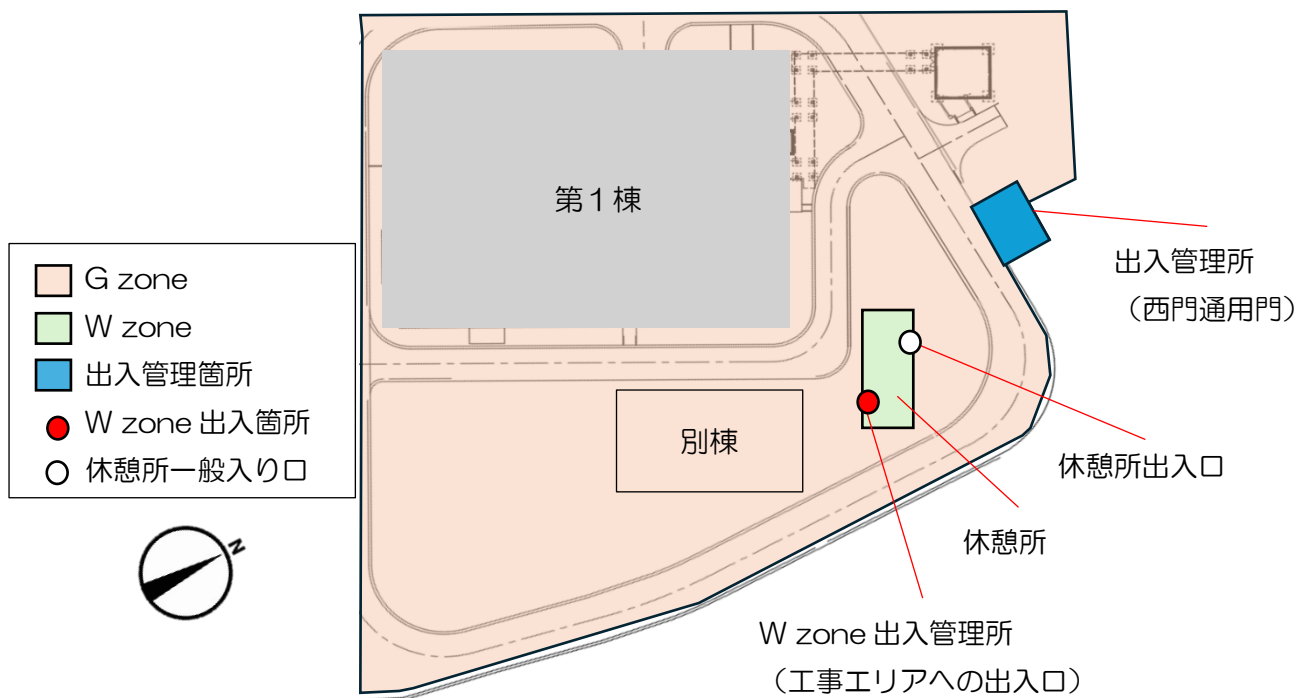 第1棟
出入管理所
（西門通用門）
G zone
W zone
出入管理箇所
W zone 出入箇所
休憩所一般入り口
別棟
休憩所出入口
休憩所
N
W zone 出入管理所
（工事エリアへの出入口）